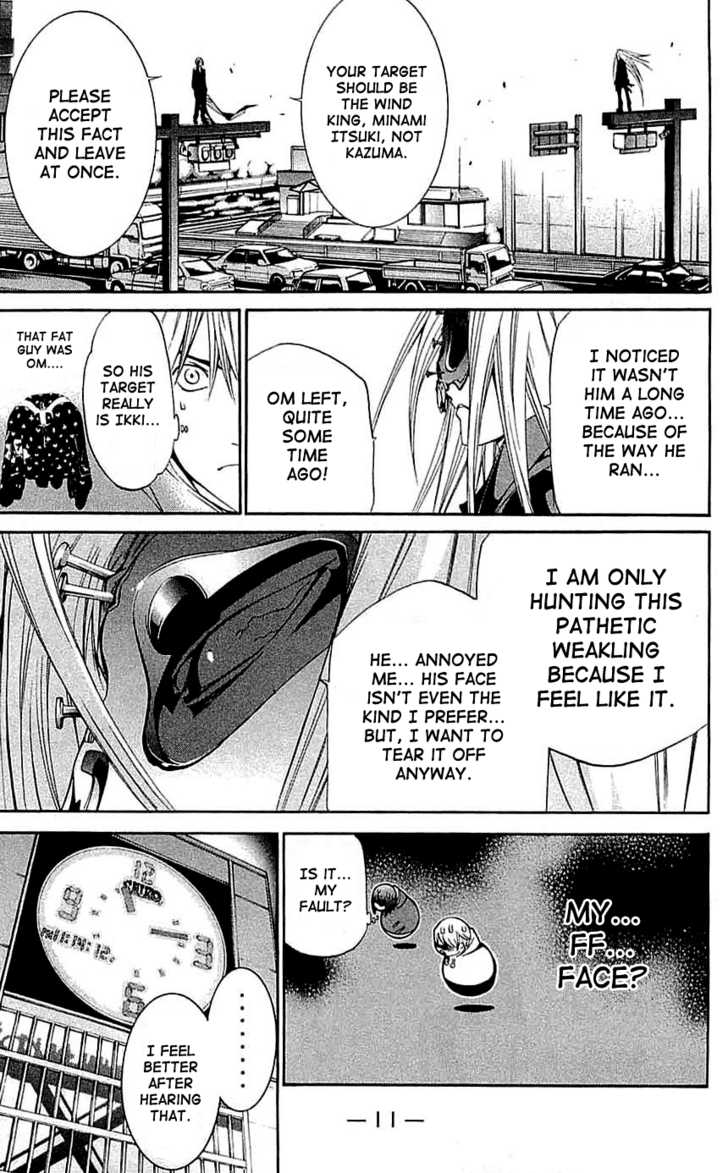 YOUR TARGET
SHOULD BE
THE WIND
KING, MINAMI
ITSUKI, NOT
KAZUMA.
PLEASE
ACCEPT
THIS FACT
AND LEAVE
AT ONCE.
I NOTICED
IT WASN'T
HIM A LONG
TIME AGO...
BECAUSE OF
THE WAY HE
RAN...
OM LEFT,
QUITE
SOME
TIME
AGO!
SO HIS
TARGET
REALLY
IS IKKI...
THAT FAT
GUY WAS
OM....
I AM ONLY
HUNTING THIS
PATHETIC
WEAKLING
BECAUSE I
FEEL LIKE IT.
HE... ANNOYED
ME... HIS FACE
ISN'T EVEN THE
KIND I PREFER...
BUT, I WANT TO
TEAR IT OFF
ANYWAY.
MY...
FF...
FACE?
IS IT...
MY
FAULT?
12
9
3
6
.......
I FEEL
BETTER
AFTER
HEARING
THAT.
—11—